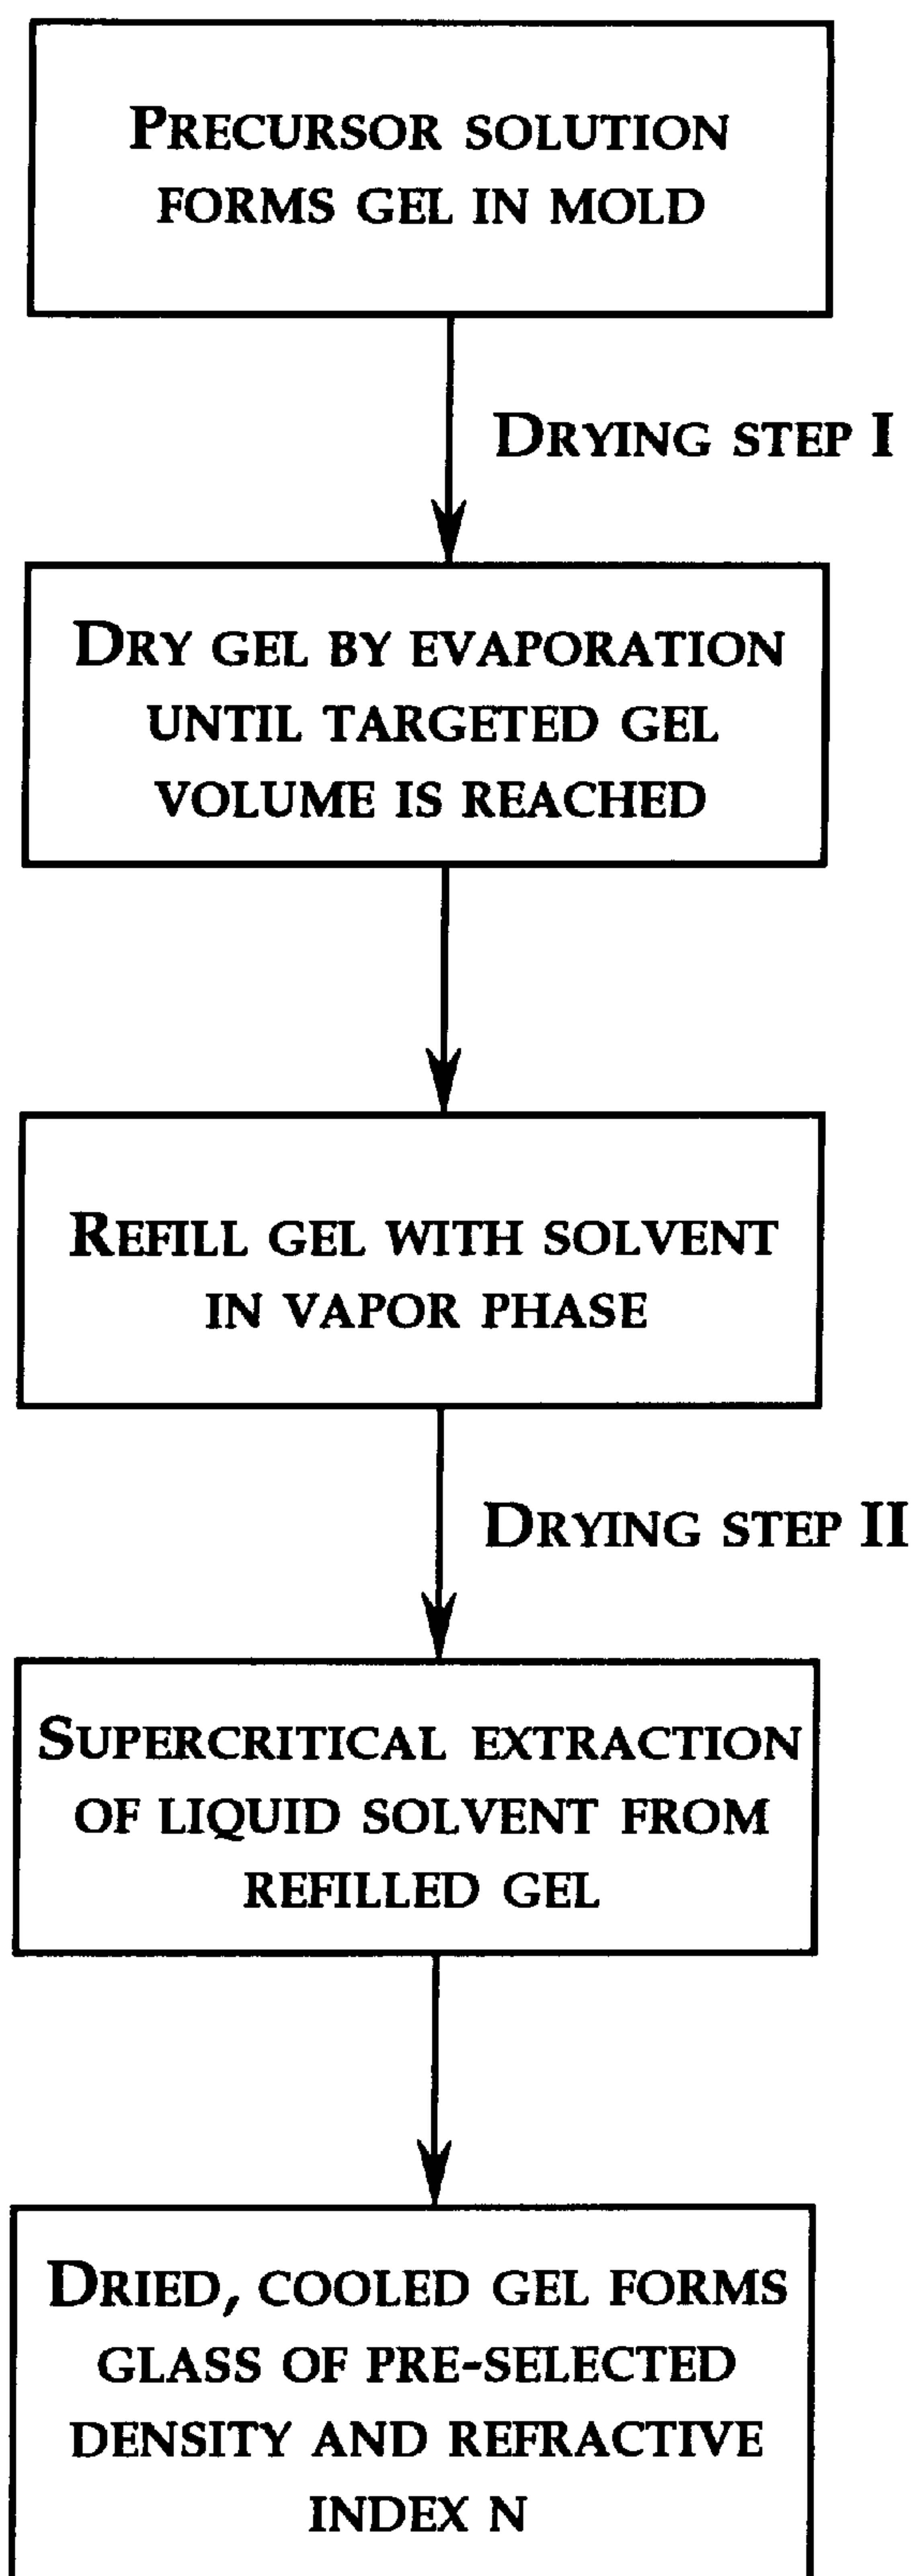 PRECURSOR SOLUTION
FORMS GEL IN MOLD
DRYING STEP I
DRY GEL BY EVAPORATION
UNTIL TARGETED GEL
VOLUME IS REACHED
REFILL GEL WITH SOLVENT
IN VAPOR PHASE
DRYING STEP II
SUPERCRITICAL EXTRACTION
OF LIQUID SOLVENT FROM
REFILLED GEL
DRIED, COOLED GEL FORMS
GLASS OF PRE-SELECTED
DENSITY AND REFRACTIVE
INDEX N